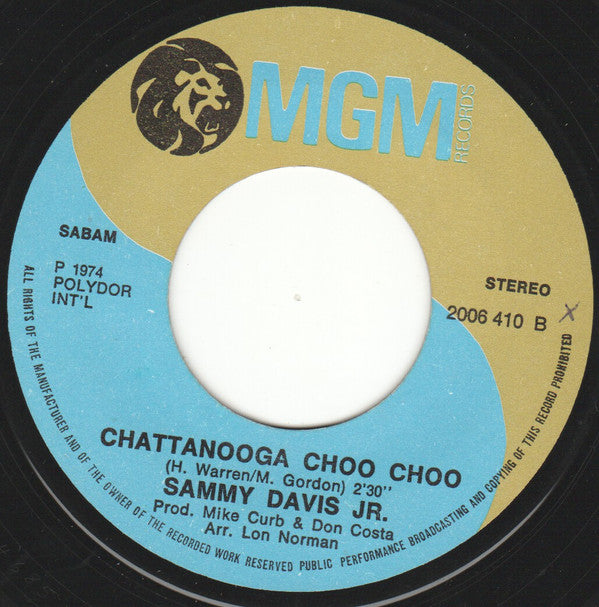 MGM
RECORDS
SABAM
P 1974
POLYDOR
INT'L
STEREO
2006 410 B
X
CHATTANOOGA CHOO CHOO
(H. Warren/M. Gordon) 2'30"
SAMMY DAVIS JR.
Prod. Mike Curb & Don Costa
Arr. Lon Norman
ALL RIGHTS OF THE MANUFACTURER AND OF THE OWNER OF THE RECORDED WORK RESERVED PUBLIC PERFORMANCE BROADCASTING AND COPYING OF THIS RECORD PROHIBITED